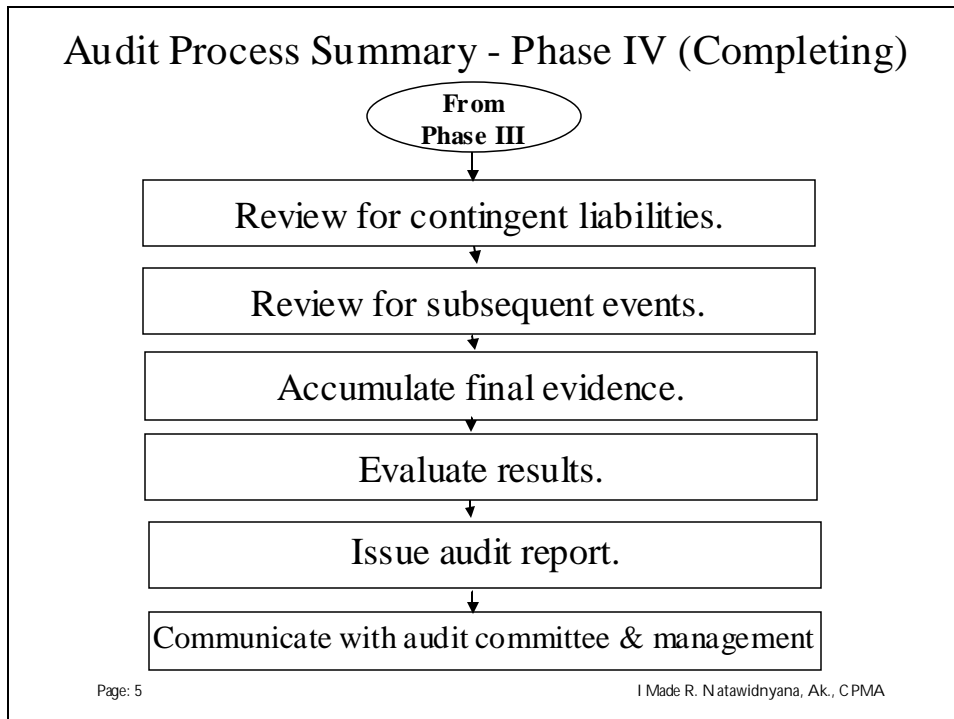 Audit Process Summary - Phase IV (Completing)
From
Phase III
Review for contingent liabilities.
Review for subsequent events.
Accumulate final evidence.
Evaluate results.
Issue audit report.
Communicate with audit committee & management
Page: 5
I Made R. Natawidnyana, Ak., CPMA